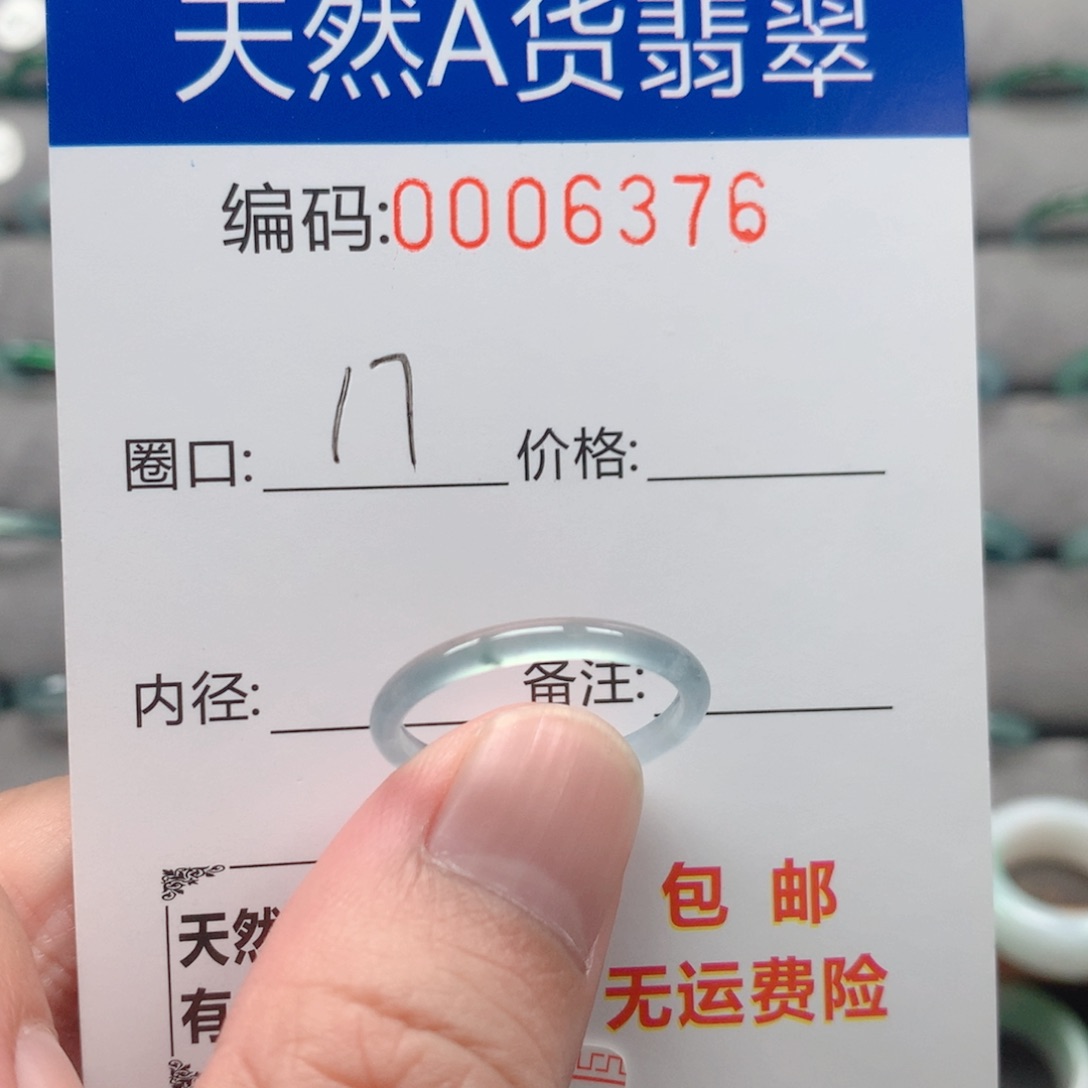 天然A货翡翠
编码:0006376
圈口: 17 价格:
内径: 备注:
天然
有
包 邮
无运费险